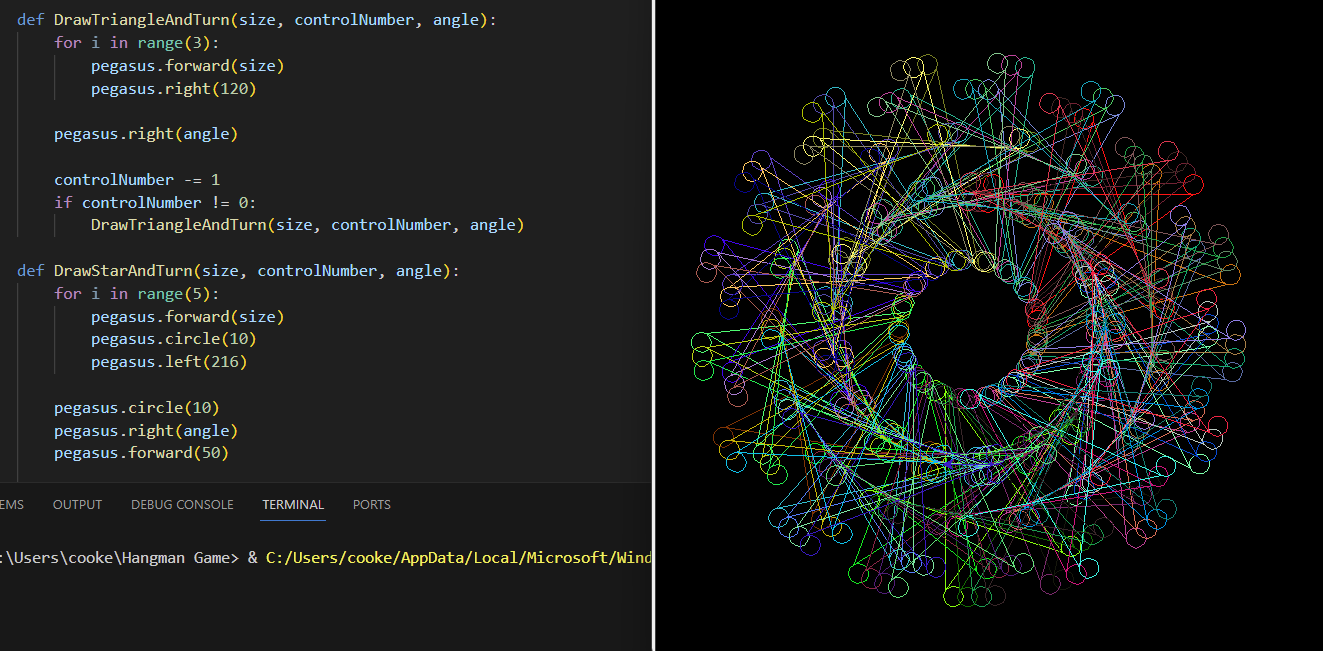 def DrawTriangleAndTurn(size, controlNumber, angle):
    for i in range(3):
        pegasus.forward(size)
        pegasus.right(120)

    pegasus.right(angle)

    controlNumber -= 1
    if controlNumber != 0:
        DrawTriangleAndTurn(size, controlNumber, angle)

def DrawStarAndTurn(size, controlNumber, angle):
    for i in range(5):
        pegasus.forward(size)
        pegasus.circle(10)
        pegasus.left(216)

    pegasus.circle(10)
    pegasus.right(angle)
    pegasus.forward(50)
EMS OUTPUT DEBUG CONSOLE TERMINAL PORTS
:\Users\cooke\Hangman Game> & C:/Users/cooke/AppData/Local/Microsoft/Wind